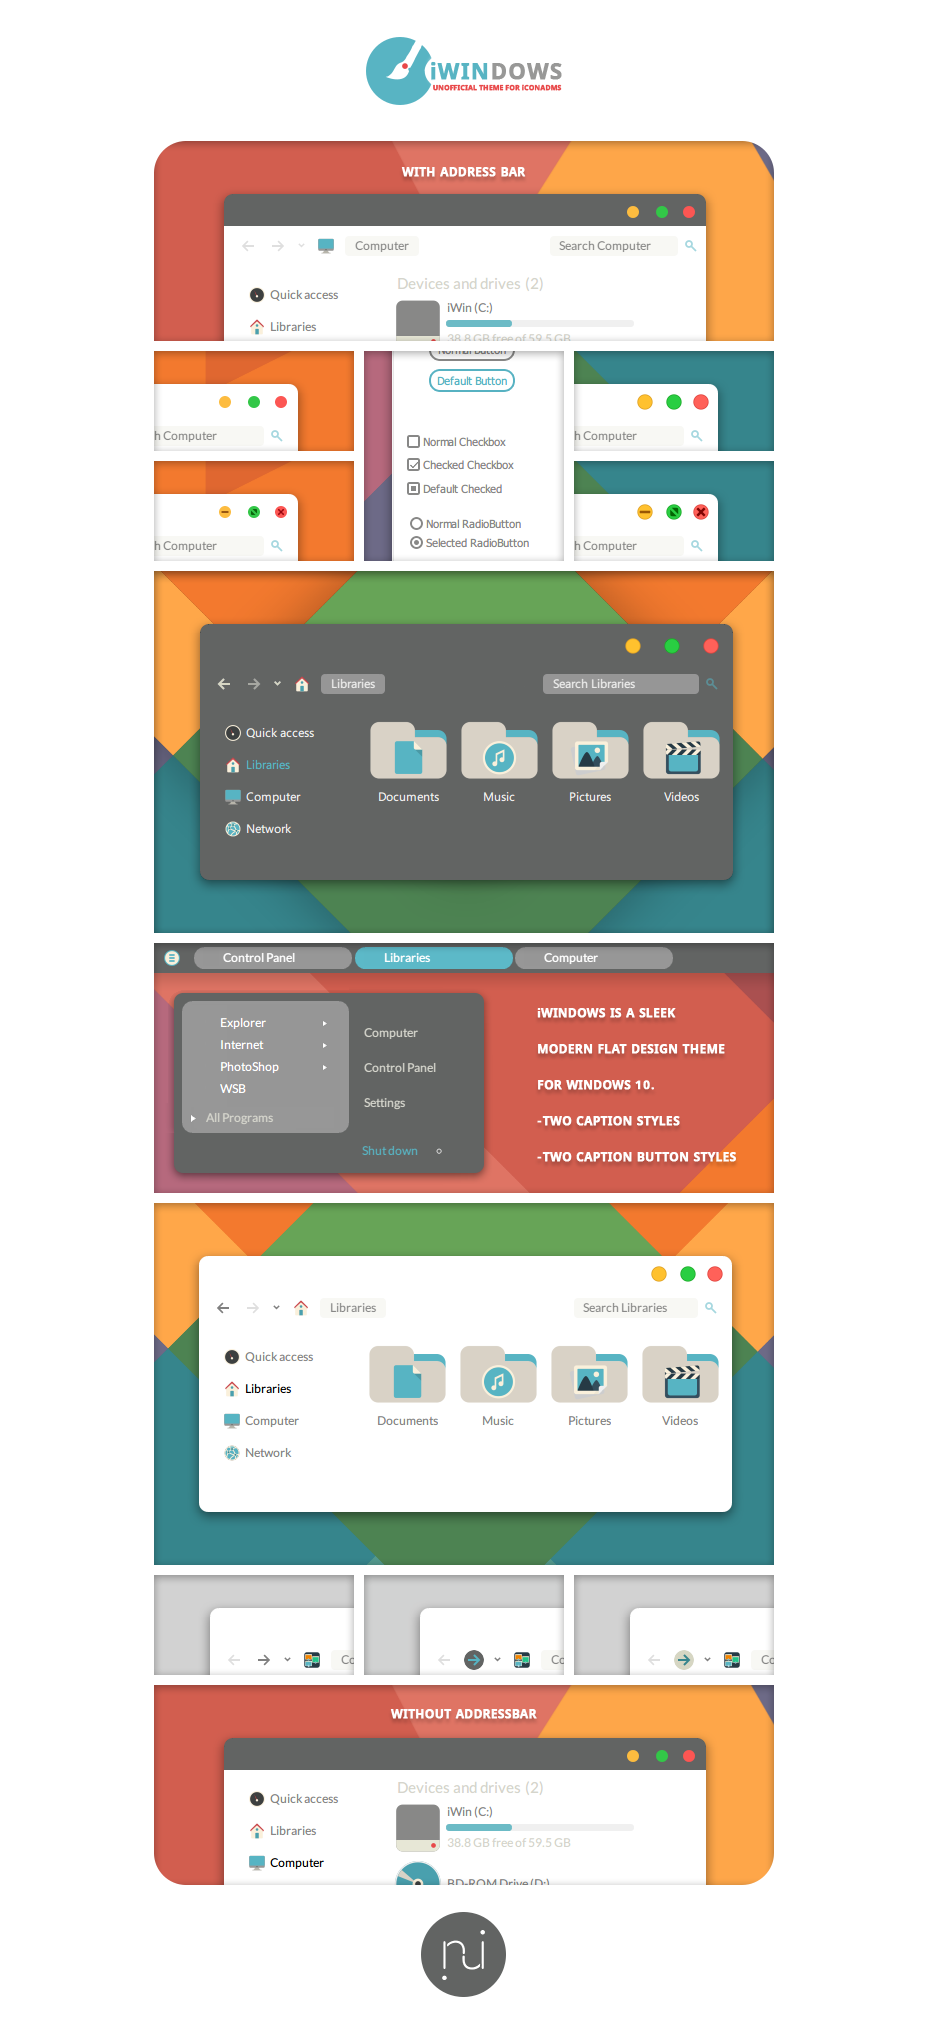 iWINDOWS
UNOFFICIAL THEME FOR ICONADMS
WITH ADDRESS BAR
Computer
Search Computer
Quick access
Libraries
Devices and drives (2)
iWin (C:)
38.8 GB free of 59.5 GB
h Computer
h Computer
Normal Button
Default Button
Normal Checkbox
Checked Checkbox
Default Checked
Normal RadioButton
Selected RadioButton
h Computer
h Computer
Libraries
Search Libraries
Quick access
Libraries
Computer
Network
Documents
Music
Pictures
Videos
Control Panel
Libraries
Computer
Explorer
Internet
PhotoShop
WSB
All Programs
Computer
Control Panel
Settings
Shut down
iWINDOWS IS A SLEEK
MODERN FLAT DESIGN THEME
FOR WINDOWS 10.
-TWO CAPTION STYLES
-TWO CAPTION BUTTON STYLES
Libraries
Search Libraries
Quick access
Libraries
Computer
Network
Documents
Music
Pictures
Videos
Co
Co
Co
WITHOUT ADDRESSBAR
Quick access
Libraries
Computer
Devices and drives (2)
iWin (C:)
38.8 GB free of 59.5 GB
BD-ROM Drive (D:)